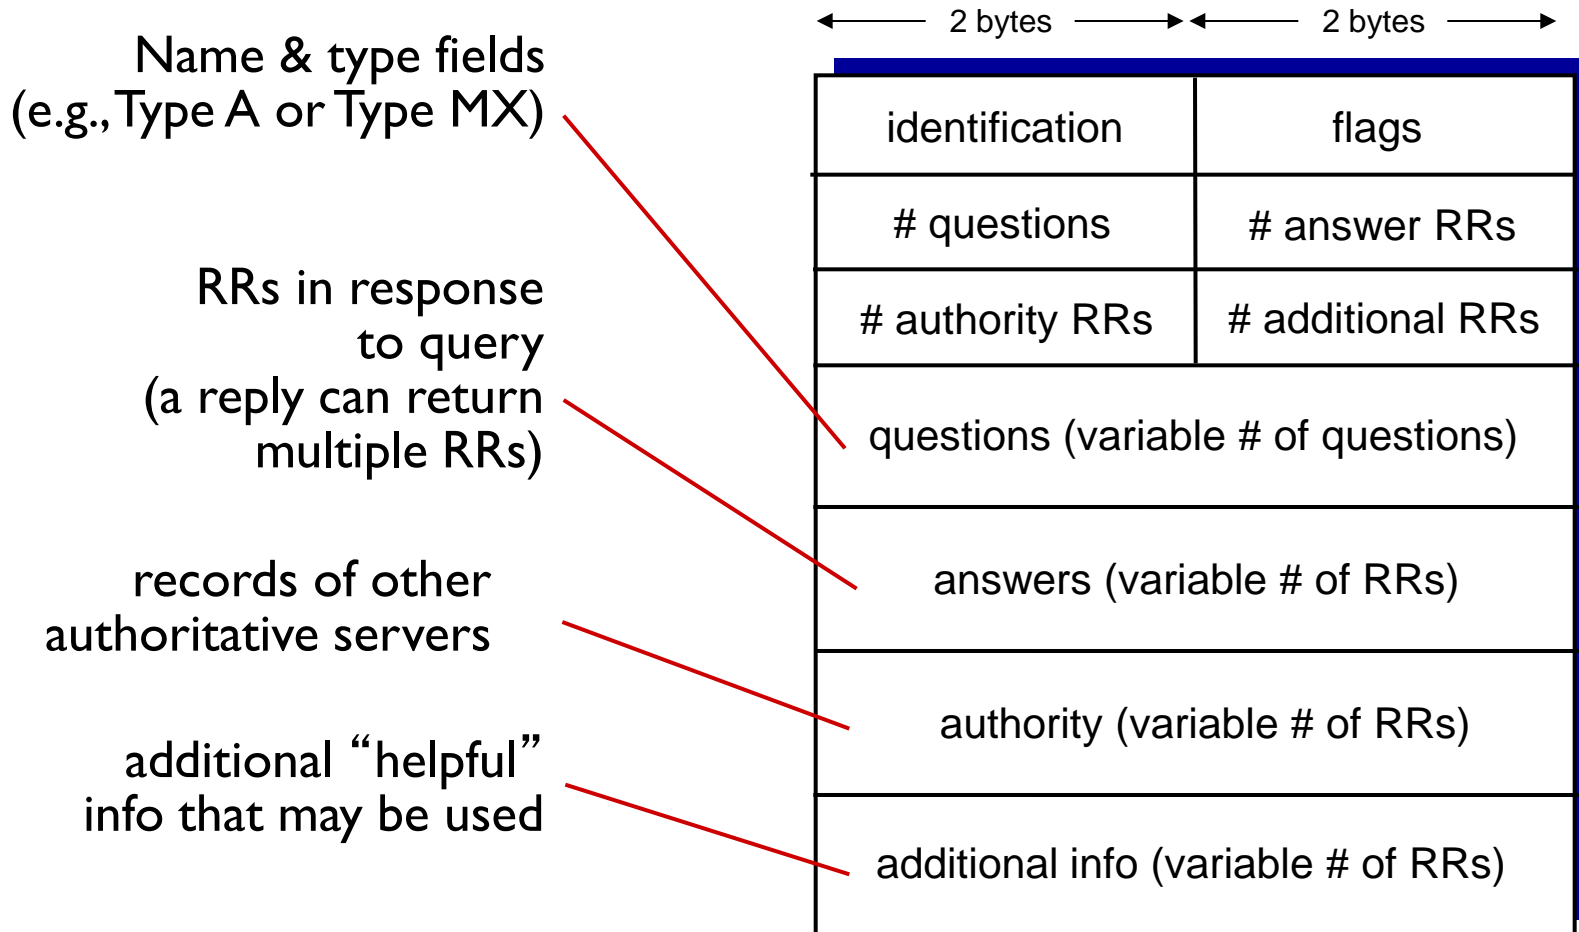 2 bytes
2 bytes
Name & type fields
(e.g., Type A or Type MX)
identification
flags
# questions
# answer RRs
RRs in response
to query
(a reply can return
multiple RRs)
# authority RRs
# additional RRs
questions (variable # of questions)
records of other
authoritative servers
answers (variable # of RRs)
authority (variable # of RRs)
additional “helpful”
info that may be used
additional info (variable # of RRs)